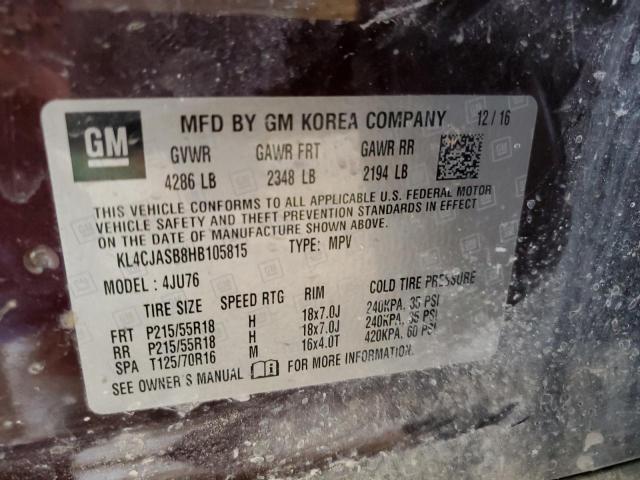 GM MFD BY GM KOREA COMPANY 12/16
GVWR GAWR FRT GAWR RR
4286 LB 2348 LB 2194 LB
THIS VEHICLE CONFORMS TO ALL APPLICABLE U.S. FEDERAL MOTOR
VEHICLE SAFETY AND THEFT PREVENTION STANDARDS IN EFFECT
ON THE DATE OF MANUFACTURE SHOWN ABOVE.
KL4CJASB8HB105815 TYPE: MPV
MODEL: 4JU76
TIRE SIZE SPEED RTG RIM COLD TIRE PRESSURE
FRT P215/55R18 H 18x7.0J 240KPA, 35 PSI
RR P215/55R18 H 18x7.0J 240KPA, 35 PSI
SPA T125/70R16 M 16x4.0T 420KPA, 60 PSI
SEE OWNER'S MANUAL FOR MORE INFORMATION.